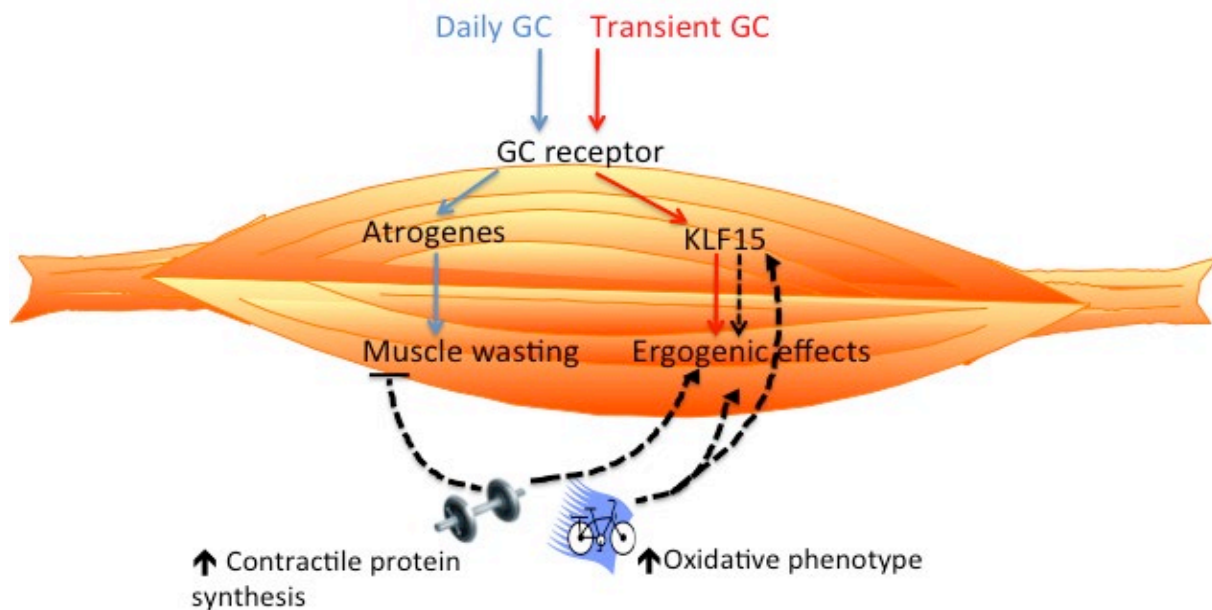 Daily GC Transient GC
GC receptor
Atrogenes KLF15
Muscle wasting Ergogenic effects
↑ Contractile protein
synthesis
↑Oxidative phenotype